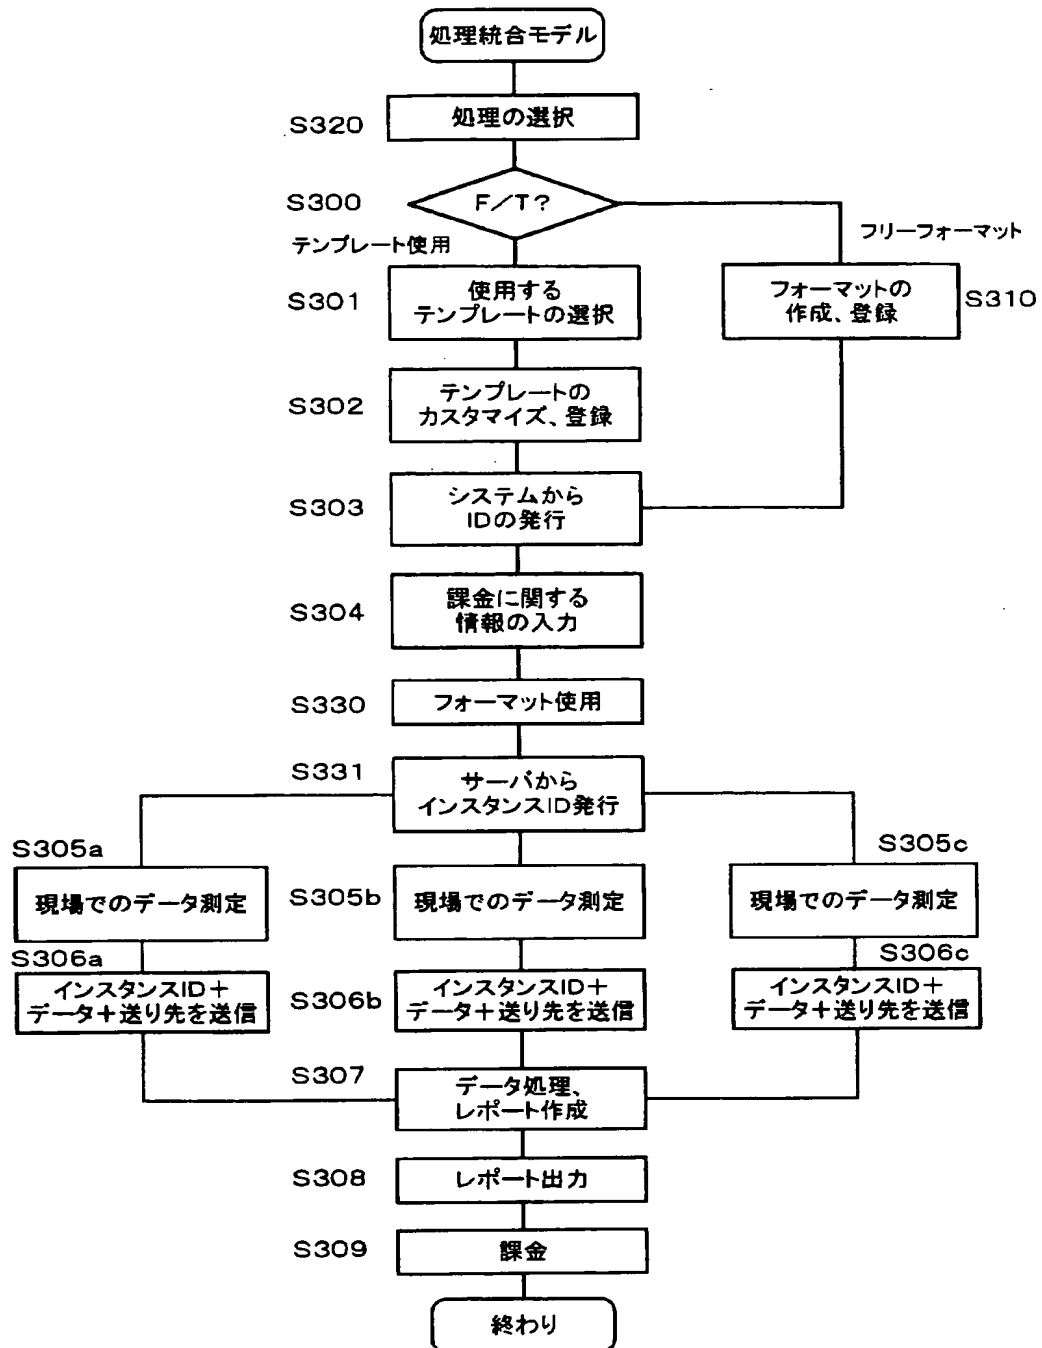 処理統合モデル
S320
処理の選択
S300
F/T?
テンプレート使用
フリーフォーマット
S301
使用する
テンプレートの選択
フォーマットの
作成、登録
S310
S302
テンプレートの
カスタマイズ、登録
S303
システムから
IDの発行
S304
課金に関する
情報の入力
S330
フォーマット使用
S331
サーバから
インスタンスID発行
S305a
現場でのデータ測定
S305b
現場でのデータ測定
S305c
現場でのデータ測定
S306a
インスタンスID+
データ+送り先を送信
S306b
インスタンスID+
データ+送り先を送信
S306c
インスタンスID+
データ+送り先を送信
S307
データ処理、
レポート作成
S308
レポート出力
S309
課金
終わり